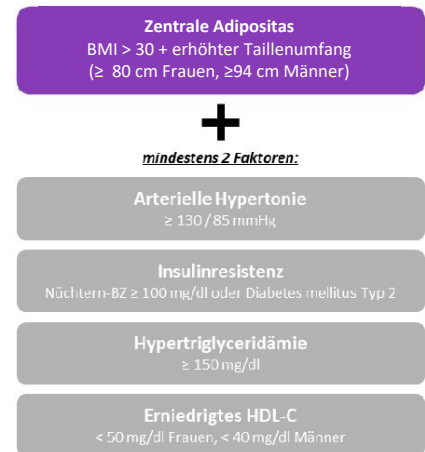 Zentrale Adipositas
BMI > 30 + erhöhter Taillenumfang
(≥ 80 cm Frauen, ≥94 cm Männer)
+
mindestens 2 Faktoren:
Arterielle Hypertonie
≥ 130/85 mmHg
Insulinresistenz
Nüchtern-BZ ≥ 100 mg/dl oder Diabetes mellitus Typ 2
Hypertriglyceridämie
≥ 150 mg/dl
Erniedrigtes HDL-C
< 50 mg/dl Frauen, < 40 mg/dl Männer